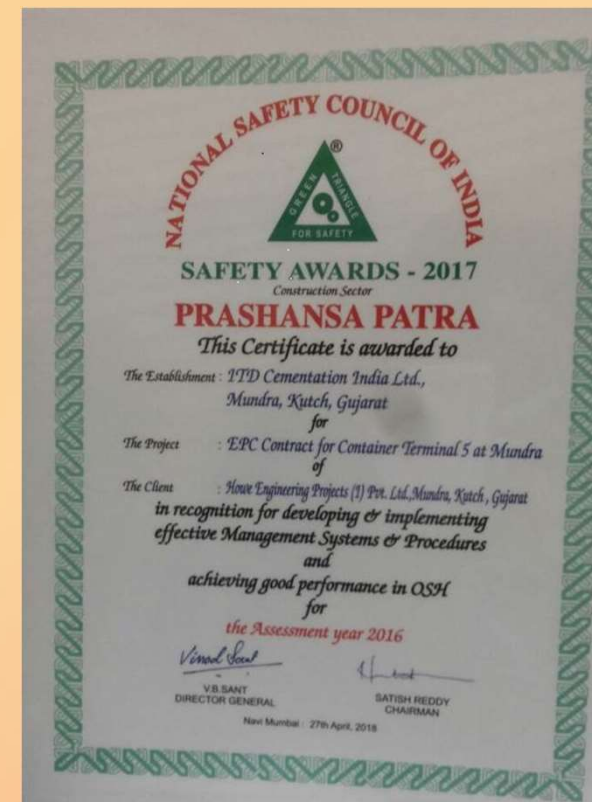 NATIONAL SAFETY COUNCIL OF INDIA
®
GREEN TRIANGLE
FOR SAFETY
SAFETY AWARDS - 2017
Construction Sector
PRASHANSA PATRA
This Certificate is awarded to
The Establishment : ITD Cementation India Ltd.,
Mundra, Kutch, Gujarat
for
The Project : EPC Contract for Container Terminal 5 at Mundra
of
The Client : Howe Engineering Projects (I) Pvt. Ltd.,Mundra, Kutch , Gujarat
in recognition for developing & implementing
effective Management Systems & Procedures
and
achieving good performance in OSH
for
the Assessment year 2016
V.B.SANT
DIRECTOR GENERAL
SATISH REDDY
CHAIRMAN
Navi Mumbai : 27th April, 2018